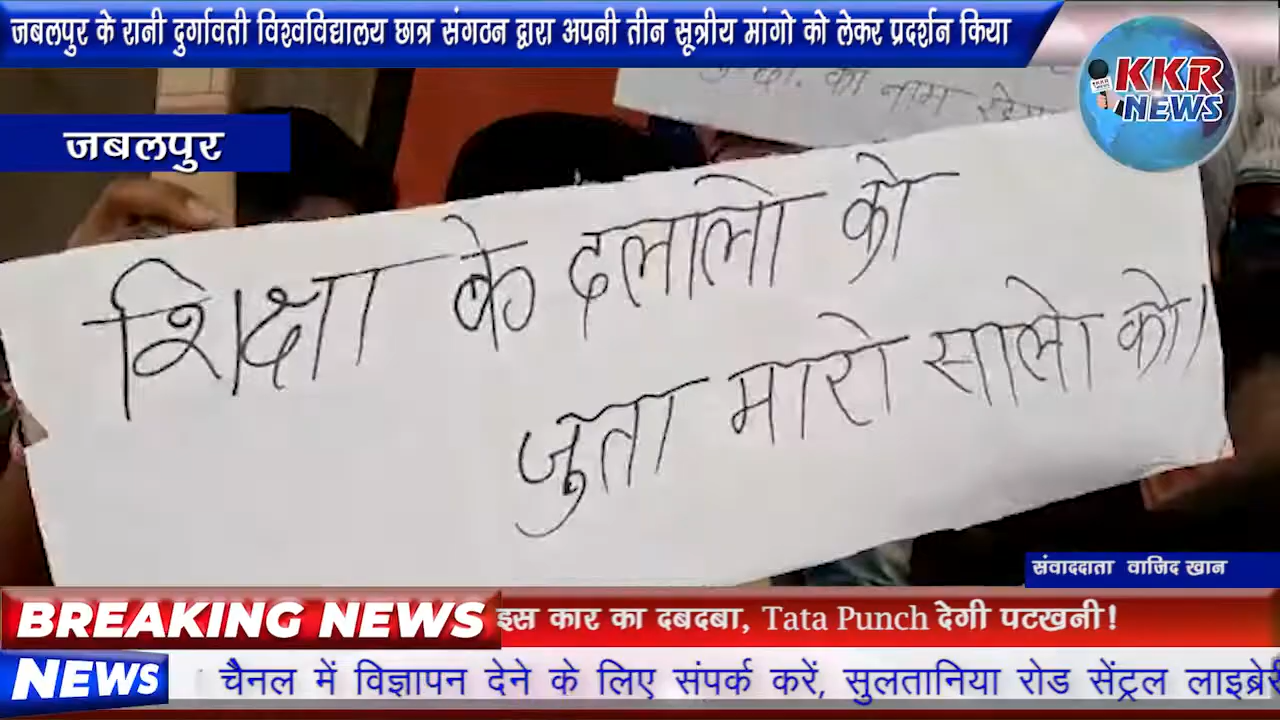 जबलपुर के रानी दुर्गावती विश्वविद्यालय छात्र संगठन द्वारा अपनी तीन सूत्रीय मांगो को लेकर प्रदर्शन किया
KKR
NEWS
जबलपुर
का नाम
शिक्षा के दलालो को
जुता मारो सालो को।
संवाददाता वाजिद खान
BREAKING NEWS
इस कार का दबदबा, Tata Punch देगी पटखनी!
NEWS
चैनल में विज्ञापन देने के लिए संपर्क करें, सुलतानिया रोड सेंट्रल लाइब्रेरी